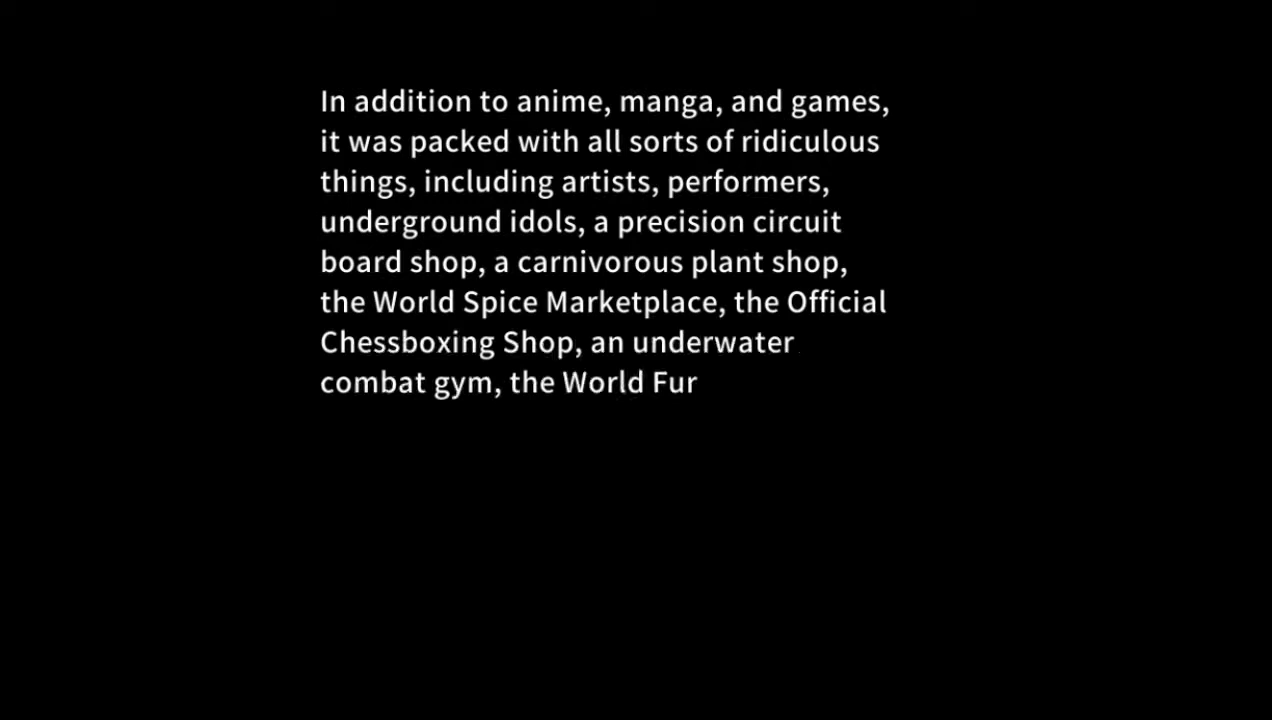 In addition to anime, manga, and games,
it was packed with all sorts of ridiculous
things, including artists, performers,
underground idols, a precision circuit
board shop, a carnivorous plant shop,
the World Spice Marketplace, the Official
Chessboxing Shop, an underwater
combat gym, the World Fur